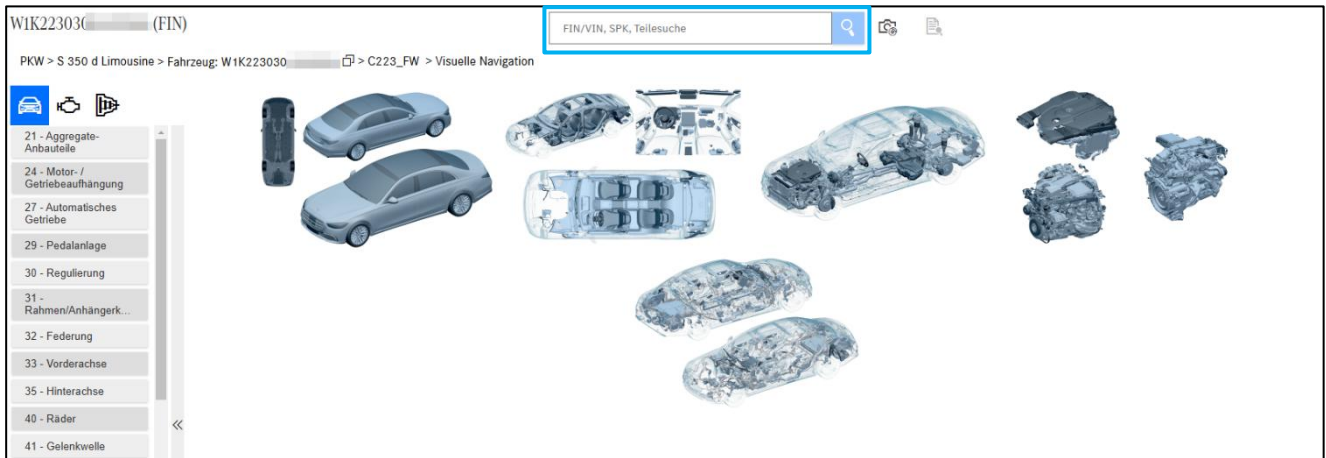 W1K223030 (FIN)
FIN/VIN, SPK, Teilesuche
PKW > S 350 d Limousine > Fahrzeug: W1K223030 > C223_FW > Visuelle Navigation
21 - Aggregate-
Anbauteile
24 - Motor- /
Getriebeaufhängung
27 - Automatisches
Getriebe
29 - Pedalanlage
30 - Regulierung
31 -
Rahmen/Anhängerk...
32 - Federung
33 - Vorderachse
35 - Hinterachse
40 - Räder
41 - Gelenkwelle